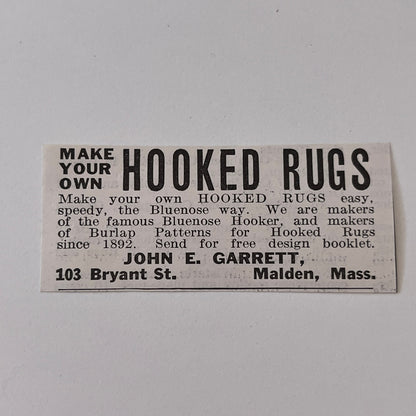 MAKE YOUR OWN HOOKED RUGS
Make your own HOOKED RUGS easy,
speedy, the Bluenose way. We are makers
of the famous Bluenose Hooker, and makers
of Burlap Patterns for Hooked Rugs
since 1892. Send for free design booklet.
JOHN E. GARRETT,
103 Bryant St. Malden, Mass.